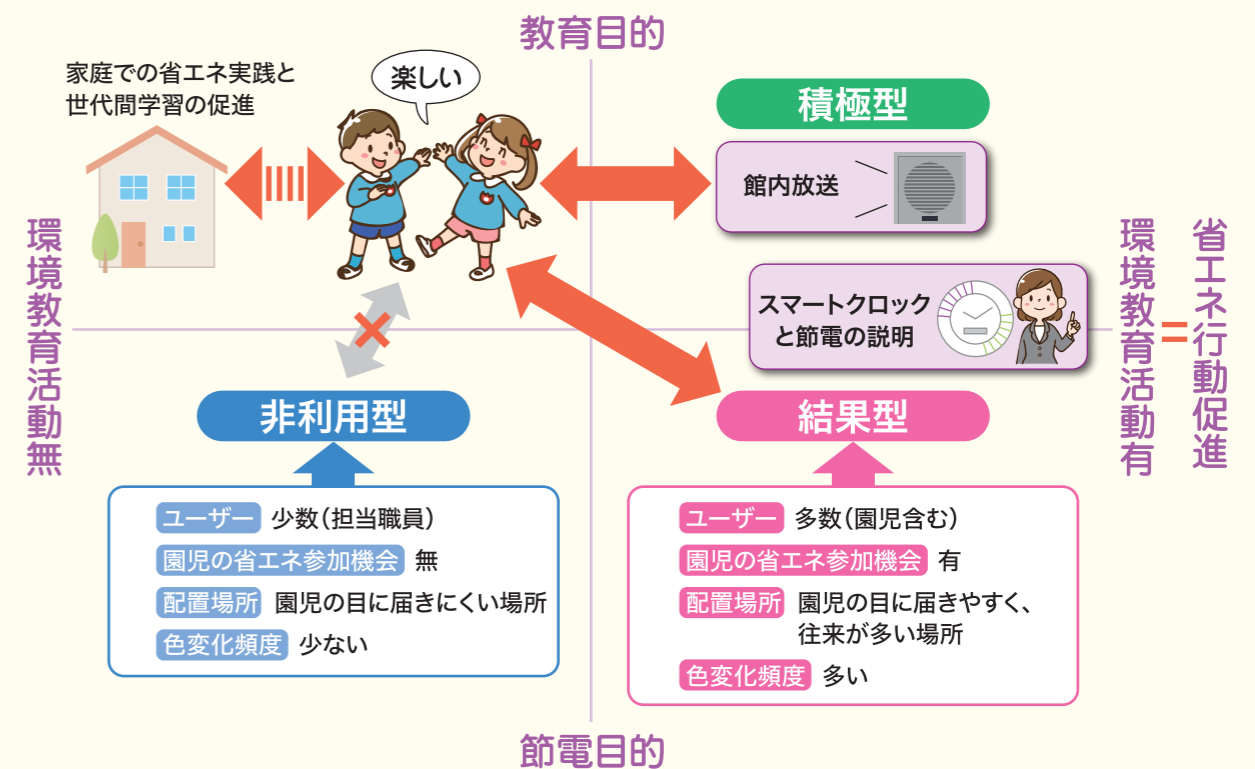 教育目的
家庭での省エネ実践と
世代間学習の促進
楽しい
積極型
館内放送
スマートクロック
と節電の説明
環境教育活動無
環境教育活動有
=
省エネ行動促進
非利用型
ユーザー 少数(担当職員)
園児の省エネ参加機会 無
配置場所 園児の目に届きにくい場所
色変化頻度 少ない
結果型
ユーザー 多数(園児含む)
園児の省エネ参加機会 有
配置場所 園児の目に届きやすく、
往来が多い場所
色変化頻度 多い
節電目的